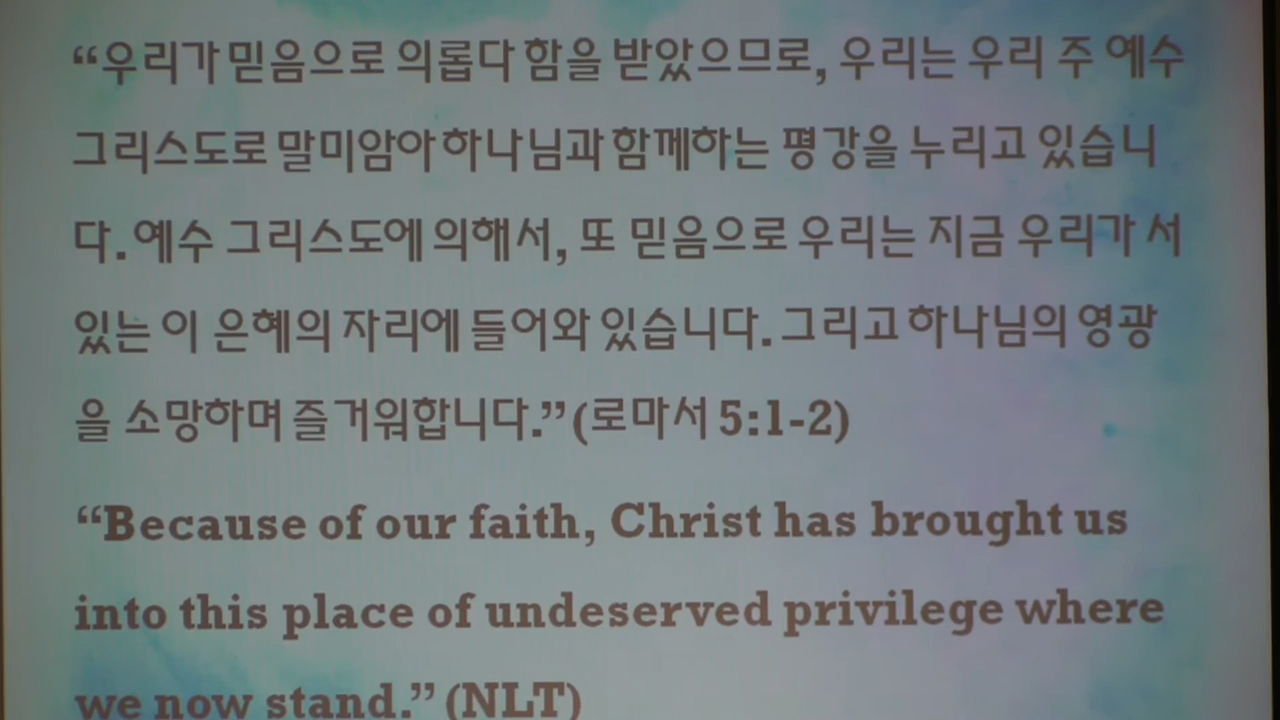 “우리가 믿음으로 의롭다 함을 받았으므로, 우리는 우리 주 예수
그리스도로 말미암아 하나님과 함께하는 평강을 누리고 있습니
다. 예수 그리스도에 의해서, 또 믿음으로 우리는 지금 우리가 서
있는 이 은혜의 자리에 들어와 있습니다. 그리고 하나님의 영광
을 소망하며 즐거워합니다.” (로마서 5:1-2)
“Because of our faith, Christ has brought us
into this place of undeserved privilege where
we now stand.” (NLT)